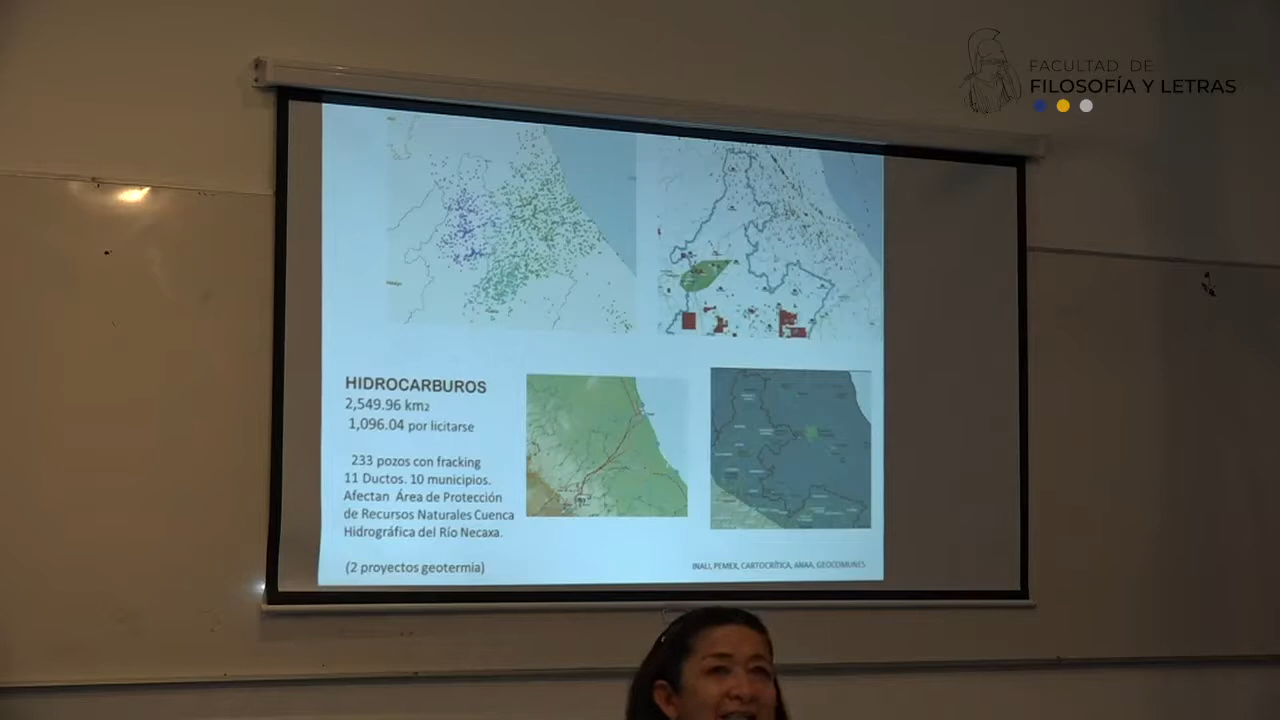 FACULTAD DE
FILOSOFÍA Y LETRAS
HIDROCARBUROS
2,549.96 km2
1,096.04 por licitarse
233 pozos con fracking
11 Ductos. 10 municipios.
Afectan Área de Protección
de Recursos Naturales Cuenca
Hidrográfica del Río Necaxa.
(2 proyectos geotermia)
INALI, PEMEX, CARTOCRÍTICA, ANAA, GEOCOMUNES